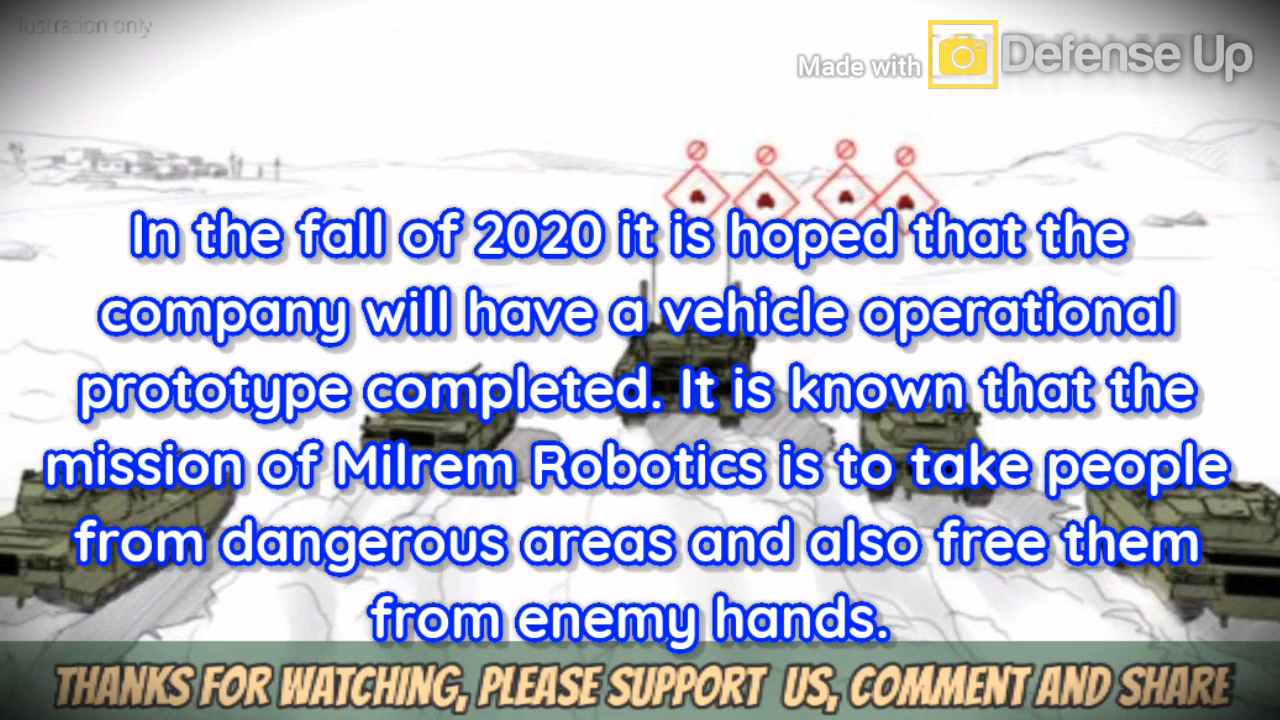 lustration only
Made with Defense Up
In the fall of 2020 it is hoped that the
company will have a vehicle operational
prototype completed. It is known that the
mission of Milrem Robotics is to take people
from dangerous areas and also free them
from enemy hands.
THANKS FOR WATCHING, PLEASE SUPPORT US, COMMENT AND SHARE